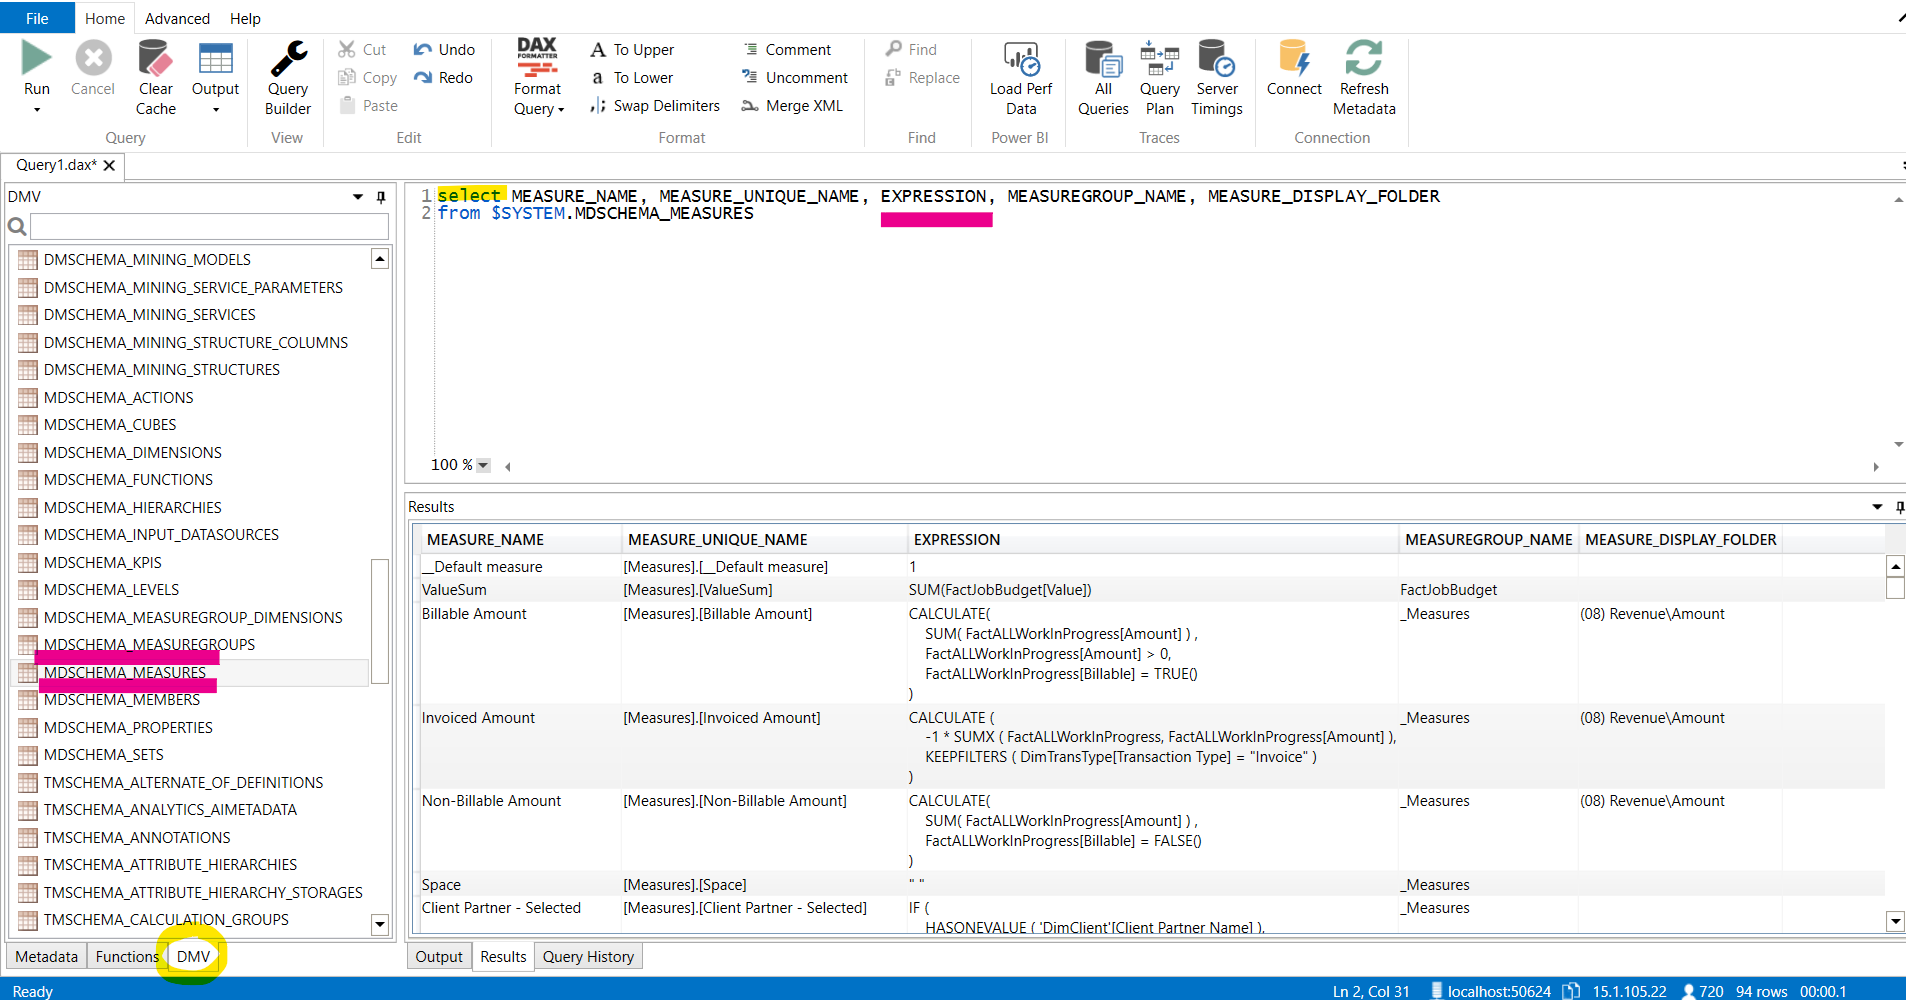 File Home Advanced Help
Run Cancel Clear Cache Output
Query
Query Builder
View
Cut Copy Paste Undo Redo
Edit
DAX FORMATTER
Format Query
To Upper
To Lower
Swap Delimiters
Comment
Uncomment
Merge XML
Format
Find
Replace
Find
Load Perf Data
Power BI
All Queries Query Plan Server Timings
Traces
Connect Refresh Metadata
Connection
Query1.dax*
DMV
DMSCHEMA_MINING_MODELS
DMSCHEMA_MINING_SERVICE_PARAMETERS
DMSCHEMA_MINING_SERVICES
DMSCHEMA_MINING_STRUCTURE_COLUMNS
DMSCHEMA_MINING_STRUCTURES
MDSCHEMA_ACTIONS
MDSCHEMA_CUBES
MDSCHEMA_DIMENSIONS
MDSCHEMA_FUNCTIONS
MDSCHEMA_HIERARCHIES
MDSCHEMA_INPUT_DATASOURCES
MDSCHEMA_KPIS
MDSCHEMA_LEVELS
MDSCHEMA_MEASUREGROUP_DIMENSIONS
MDSCHEMA_MEASUREGROUPS
MDSCHEMA_MEASURES
MDSCHEMA_MEMBERS
MDSCHEMA_PROPERTIES
MDSCHEMA_SETS
TMSCHEMA_ALTERNATE_OF_DEFINITIONS
TMSCHEMA_ANALYTICS_AIMETADATA
TMSCHEMA_ANNOTATIONS
TMSCHEMA_ATTRIBUTE_HIERARCHIES
TMSCHEMA_ATTRIBUTE_HIERARCHY_STORAGES
TMSCHEMA_CALCULATION_GROUPS
Metadata Functions DMV
1 select MEASURE_NAME, MEASURE_UNIQUE_NAME, EXPRESSION, MEASUREGROUP_NAME, MEASURE_DISPLAY_FOLDER
2 from $SYSTEM.MDSCHEMA_MEASURES
100 %
Results
MEASURE_NAME MEASURE_UNIQUE_NAME EXPRESSION MEASUREGROUP_NAME MEASURE_DISPLAY_FOLDER
__Default measure [Measures].[__Default measure] 1
ValueSum [Measures].[ValueSum] SUM(FactJobBudget[Value]) FactJobBudget
Billable Amount [Measures].[Billable Amount] CALCULATE( _Measures (08) Revenue\Amount
SUM( FactALLWorkInProgress[Amount] ) ,
FactALLWorkInProgress[Amount] > 0,
FactALLWorkInProgress[Billable] = TRUE()
)
Invoiced Amount [Measures].[Invoiced Amount] CALCULATE ( _Measures (08) Revenue\Amount
-1 * SUMX ( FactALLWorkInProgress, FactALLWorkInProgress[Amount] ),
KEEPFILTERS ( DimTransType[Transaction Type] = "Invoice" )
)
Non-Billable Amount [Measures].[Non-Billable Amount] CALCULATE( _Measures (08) Revenue\Amount
SUM( FactALLWorkInProgress[Amount] ) ,
FactALLWorkInProgress[Billable] = FALSE()
)
Space [Measures].[Space] " " _Measures
Client Partner - Selected [Measures].[Client Partner - Selected] IF ( _Measures
HASONEVALUE ( 'DimClient'[Client Partner Name] ),
Output Results Query History
Ready Ln 2, Col 31 localhost:50624 15.1.105.22 720 94 rows 00:00.1